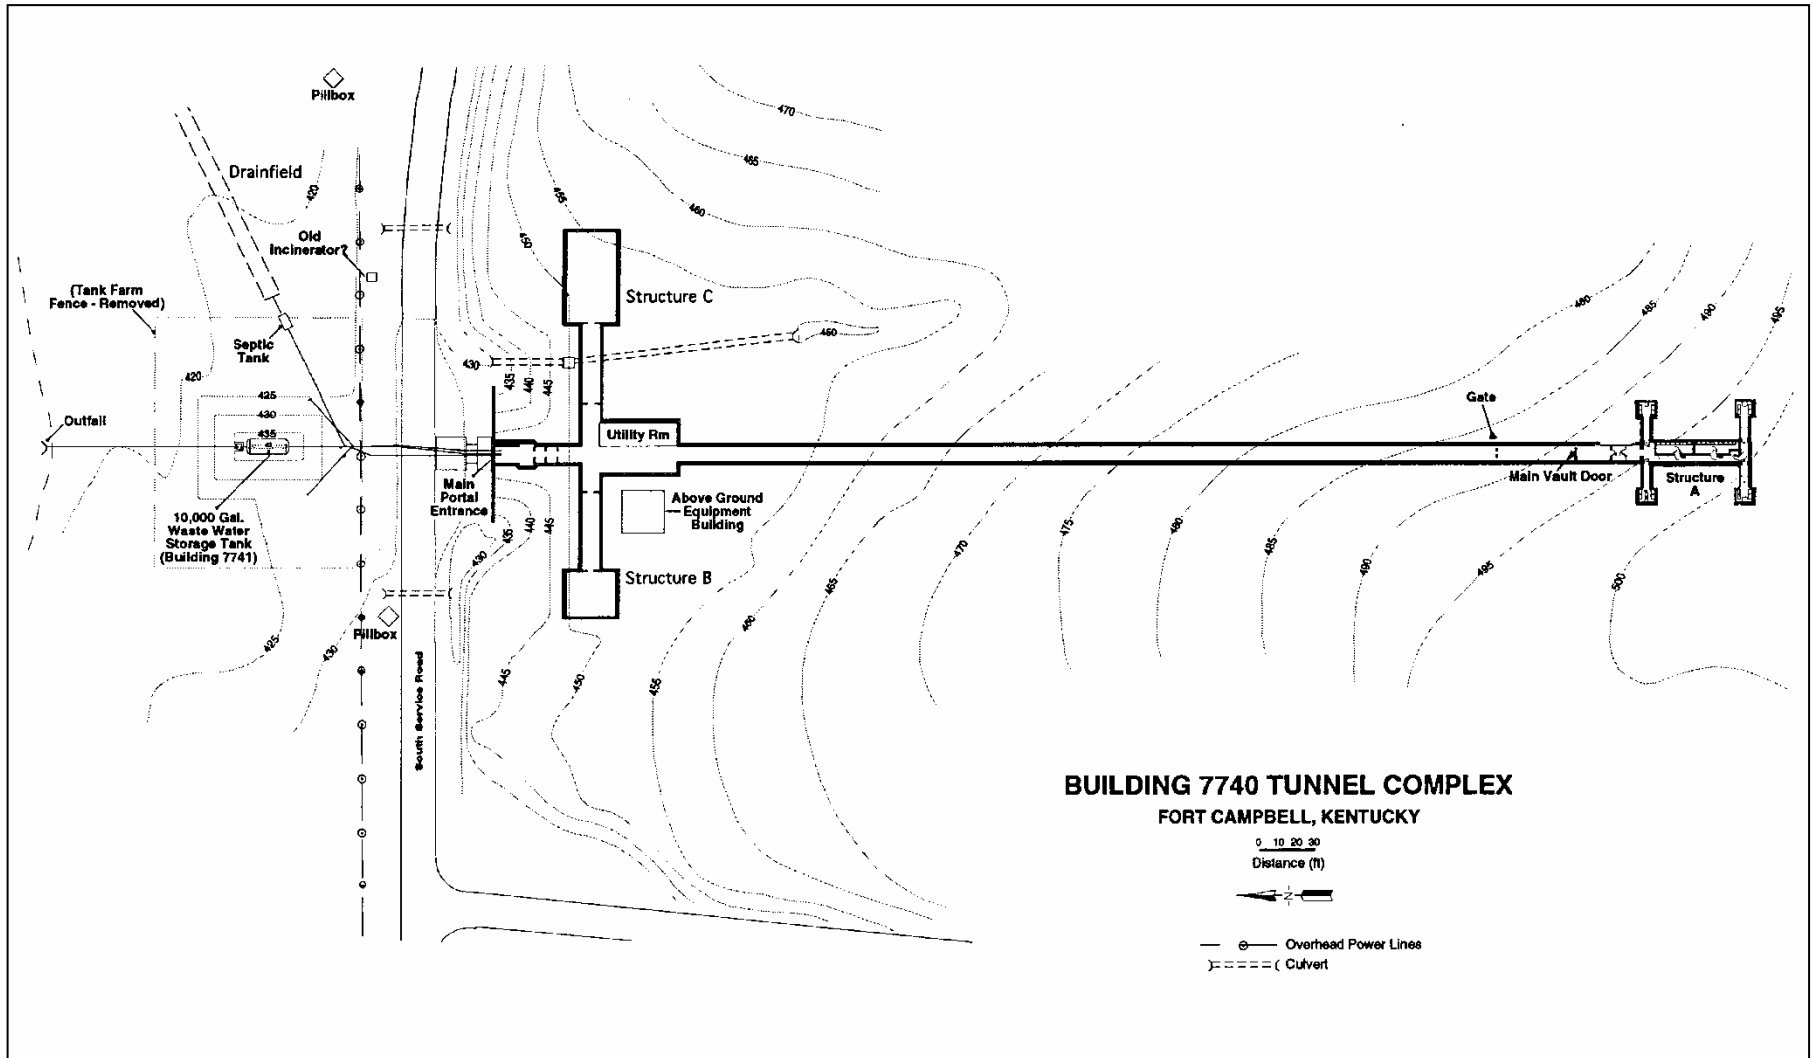 Pillbox
470
Drainfield
420
465
455
460
Old
Incinerator?
450
(Tank Farm
Fence - Removed)
Structure C
480
485
490
495
Septic
Tank
430
450
420
435
440
445
425
430
435
Outfall
Gate
Utility Rm
Main
Portal
Entrance
Main Vault Door
Structure
A
Above Ground
Equipment
Building
10,000 Gal.
Waste Water
Storage Tank
(Building 7741)
435
440
445
430
475
480
485
470
490
495
500
465
460
Structure B
Pillbox
425
430
445
450
455
South Service Road
BUILDING 7740 TUNNEL COMPLEX
FORT CAMPBELL, KENTUCKY
0 10 20 30
Distance (ft)
N
Overhead Power Lines
Culvert